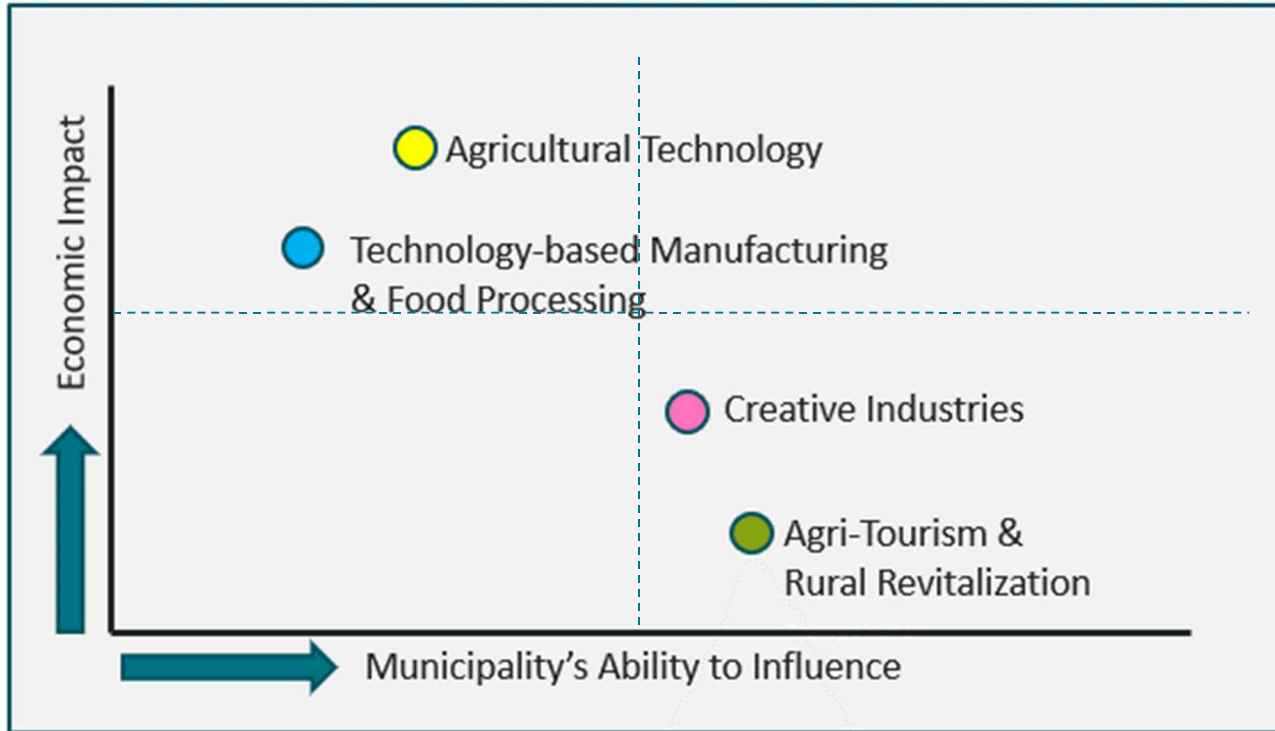 Economic Impact
Agricultural Technology
Technology-based Manufacturing
& Food Processing
Creative Industries
Agri-Tourism &
Rural Revitalization
Municipality’s Ability to Influence